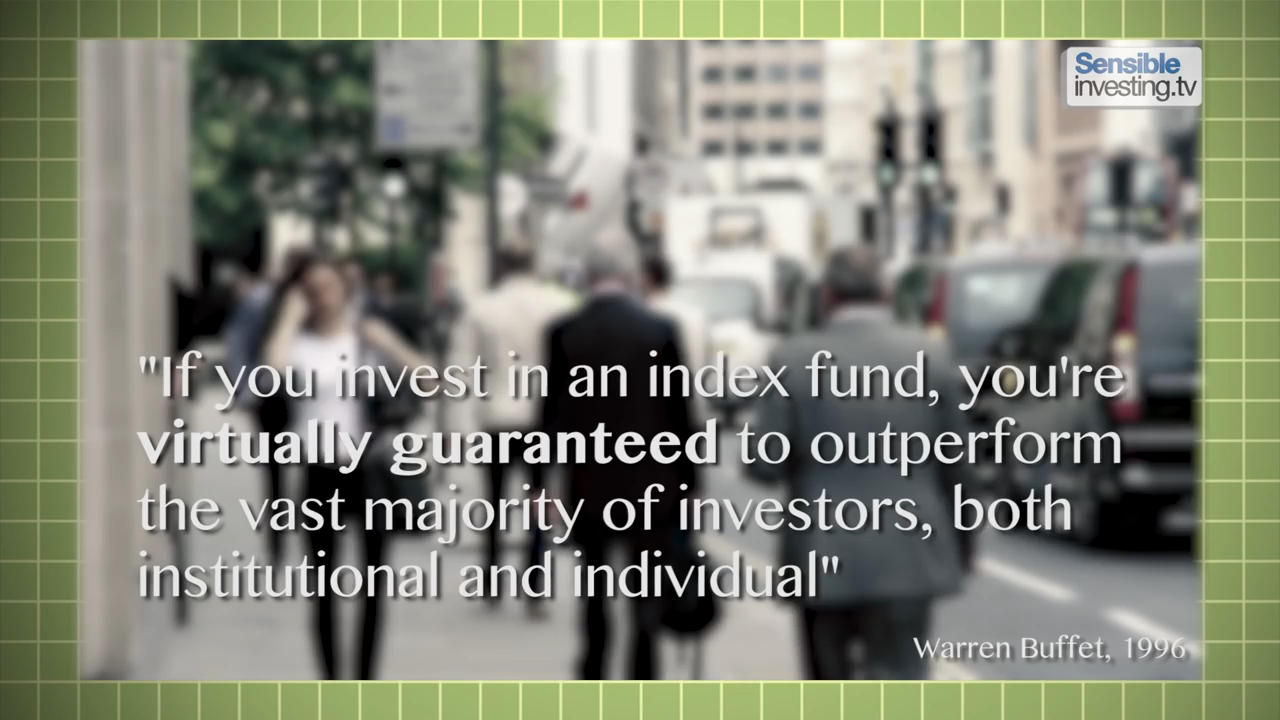 Sensible
investing.tv
"If you invest in an index fund, you're
virtually guaranteed to outperform
the vast majority of investors, both
institutional and individual"
Warren Buffet, 1996